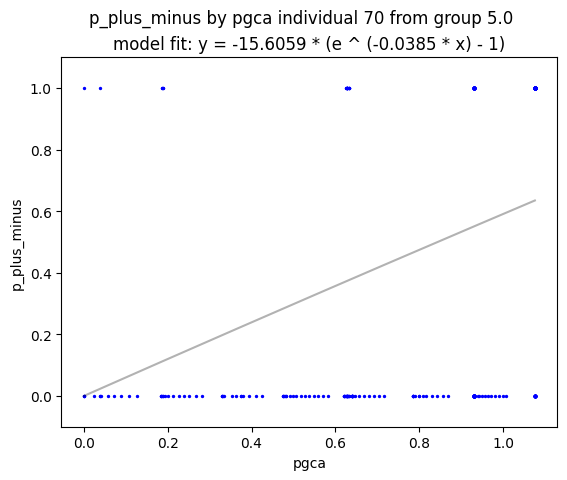 p_plus_minus by pgca individual 70 from group 5.0
model fit: y = -15.6059 * (e ^ (-0.0385 * x) - 1)
1.0
0.8
0.6
0.4
0.2
0.0
p_plus_minus
0.0 0.2 0.4 0.6 0.8 1.0
pgca